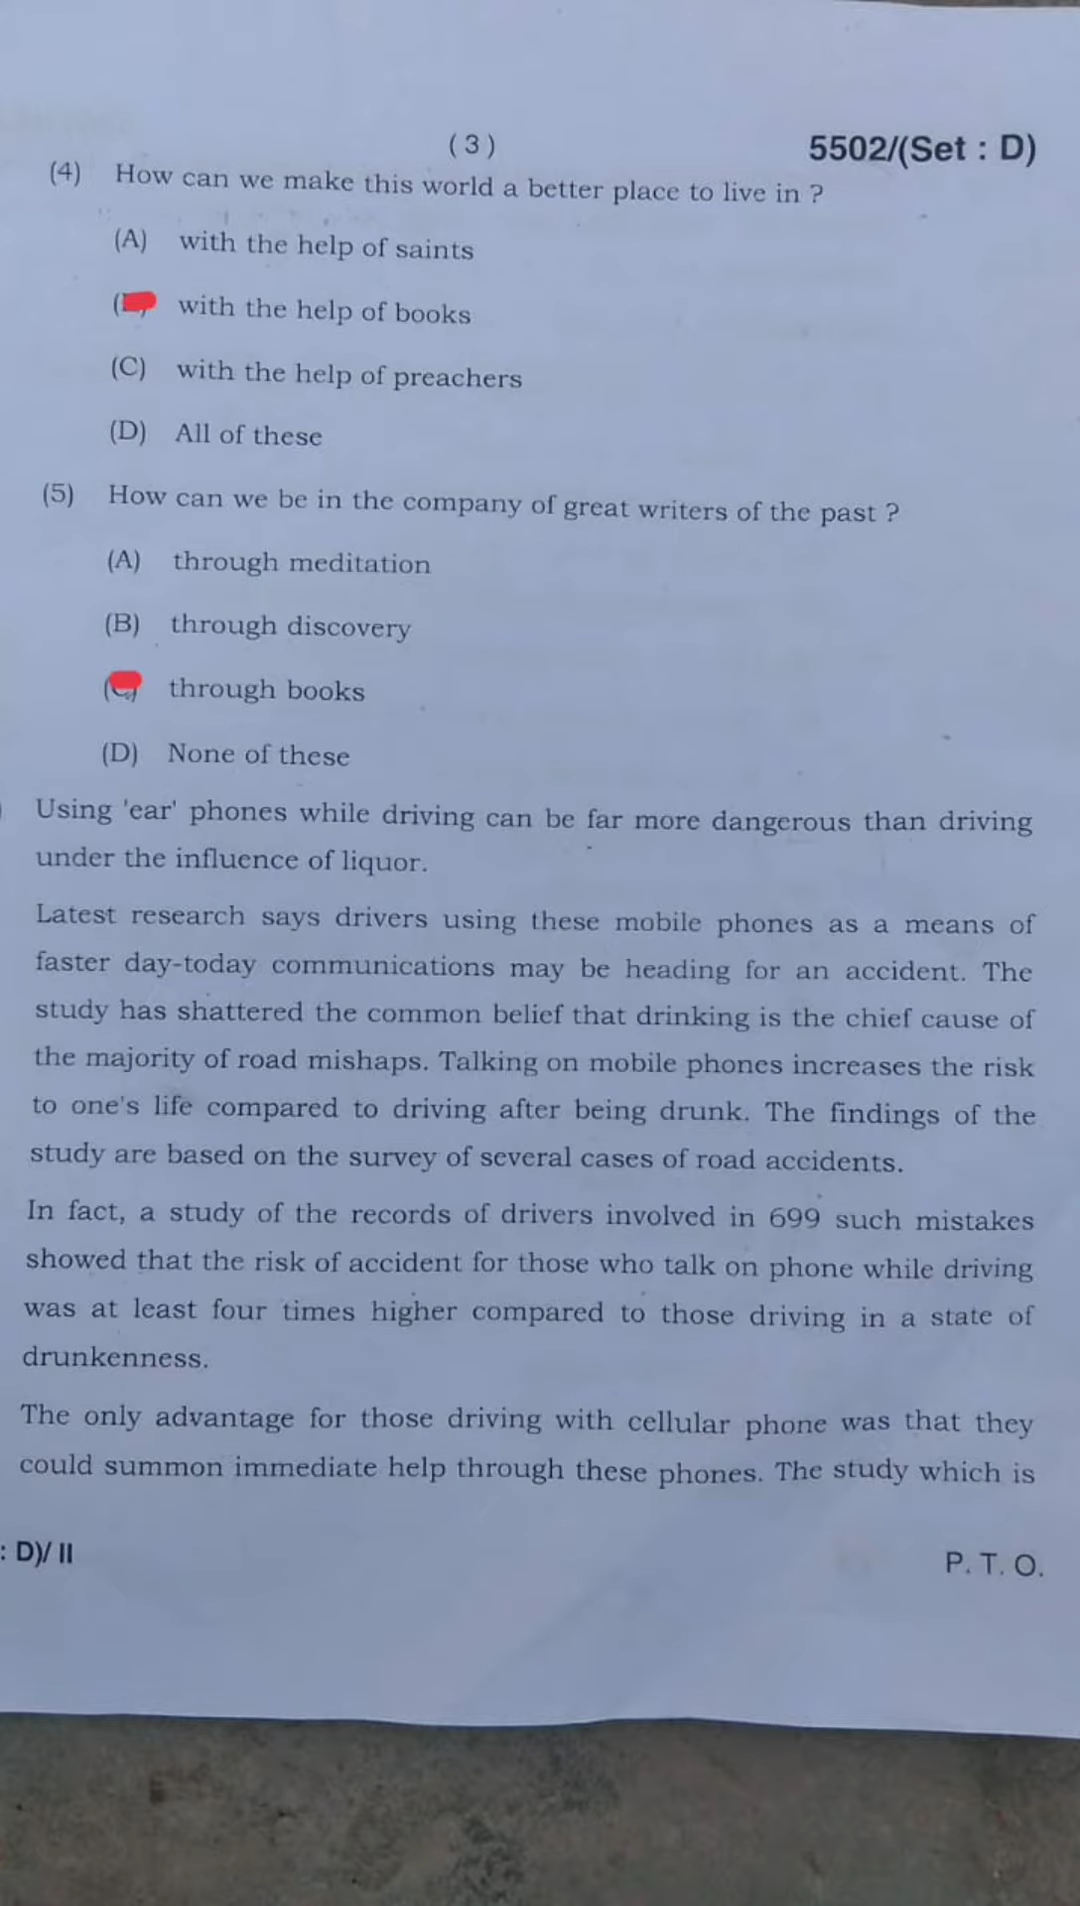 (3)
5502/(Set : D)
(4) How can we make this world a better place to live in ?
(A) with the help of saints
with the help of books
(C) with the help of preachers
(D) All of these
(5) How can we be in the company of great writers of the past ?
(A) through meditation
(B) through discovery
through books
(D) None of these
Using 'ear' phones while driving can be far more dangerous than driving
under the influence of liquor.
Latest research says drivers using these mobile phones as a means of
faster day-today communications may be heading for an accident. The
study has shattered the common belief that drinking is the chief cause of
the majority of road mishaps. Talking on mobile phones increases the risk
to one's life compared to driving after being drunk. The findings of the
study are based on the survey of several cases of road accidents.
In fact, a study of the records of drivers involved in 699 such mistakes
showed that the risk of accident for those who talk on phone while driving
was at least four times higher compared to those driving in a state of
drunkenness.
The only advantage for those driving with cellular phone was that they
could summon immediate help through these phones. The study which is
: D)/ II
P. T. O.